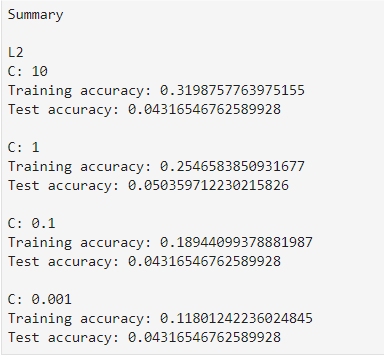 Summary
L2
C: 10
Training accuracy: 0.3198757763975155
Test accuracy: 0.04316546762589928
C: 1
Training accuracy: 0.2546583850931677
Test accuracy: 0.050359712230215826
C: 0.1
Training accuracy: 0.18944099378881987
Test accuracy: 0.04316546762589928
C: 0.001
Training accuracy: 0.11801242236024845
Test accuracy: 0.04316546762589928